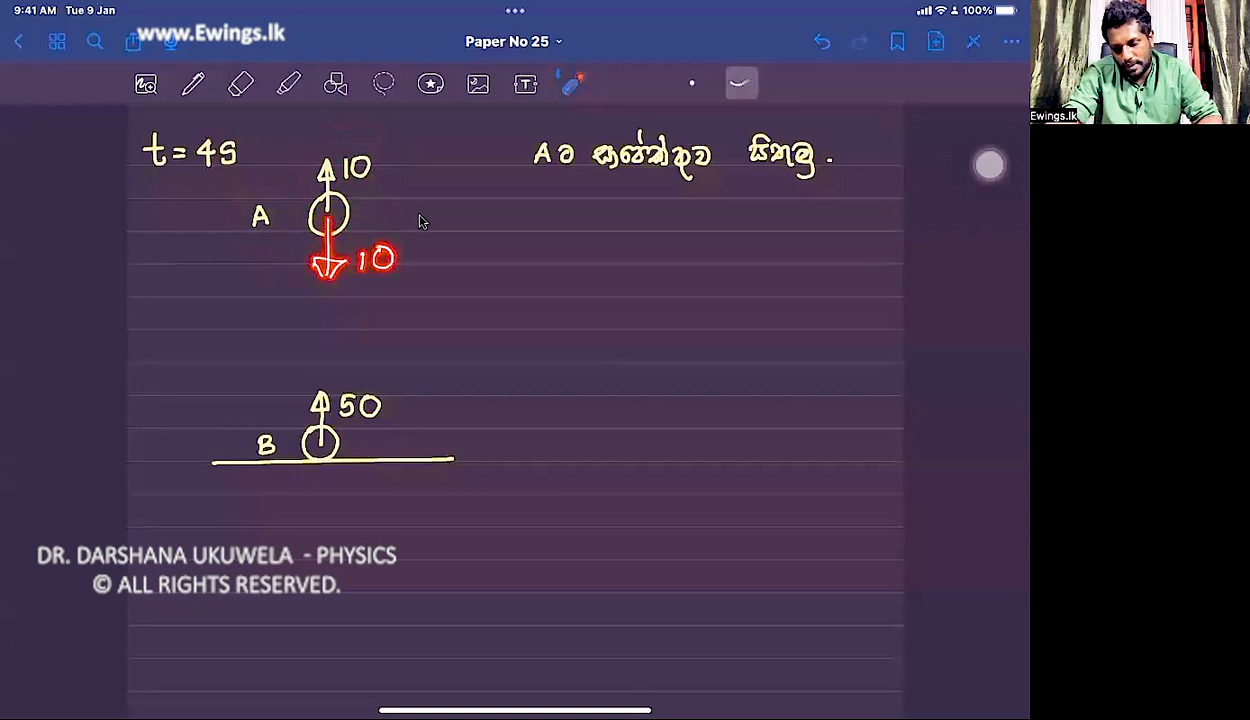 9:41 AM Tue 9 Jan
100%
www.Ewings.lk
Paper No 25
Ewings.lk
t = 4s
10
A ට සාපේක්ෂව සිතමු.
A
10
50
B
DR. DARSHANA UKUWELA - PHYSICS
© ALL RIGHTS RESERVED.